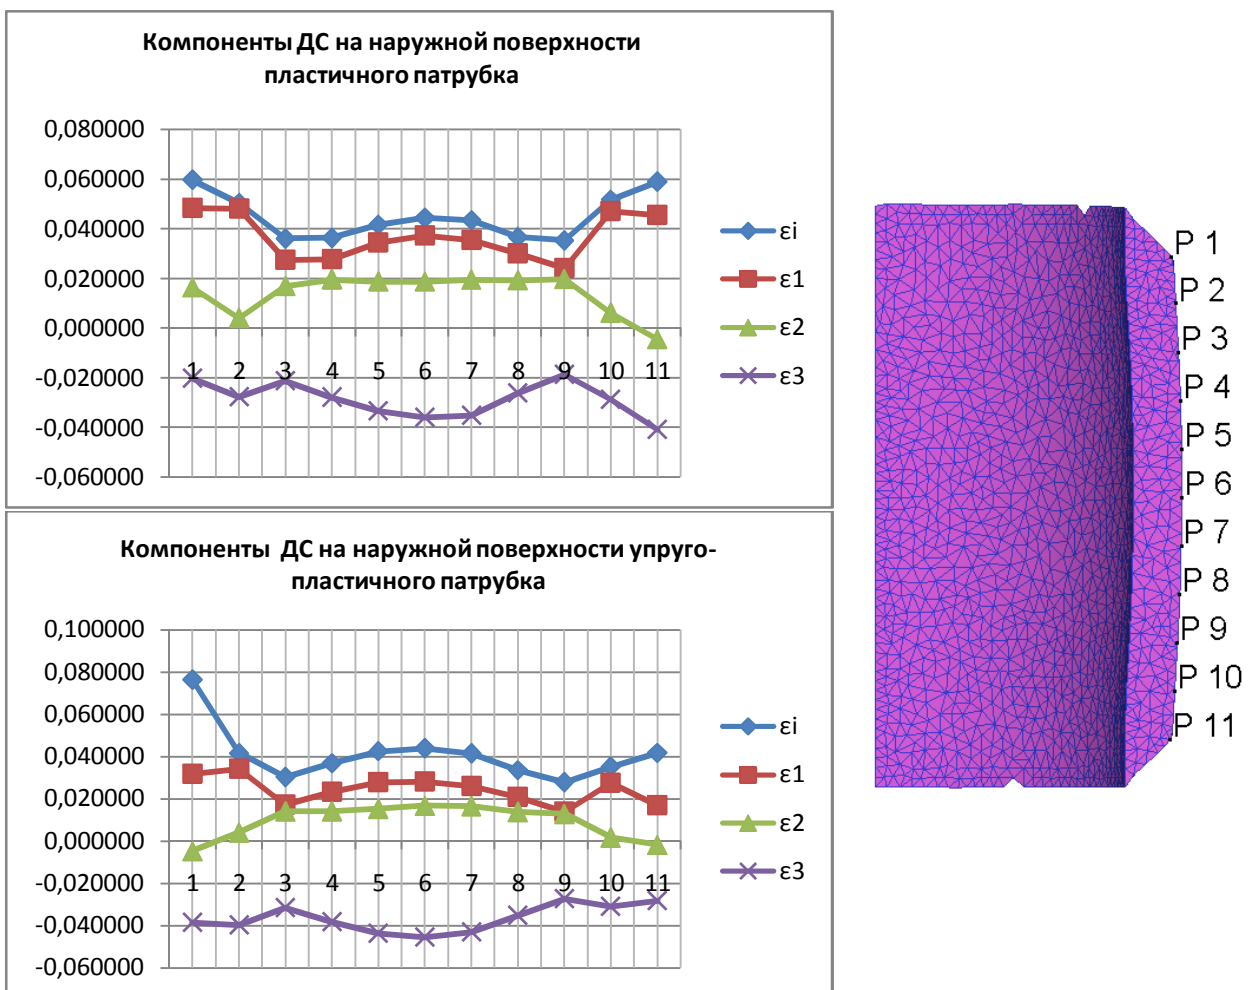 Компоненты ДС на наружной поверхности
пластичного патрубка
0,080000
0,060000
0,040000
0,020000
0,000000
-0,020000
-0,040000
-0,060000
1 2 3 4 5 6 7 8 9 10 11
εi
ε1
ε2
ε3
Компоненты ДС на наружной поверхности упруго-
пластичного патрубка
0,100000
0,080000
0,060000
0,040000
0,020000
0,000000
-0,020000
-0,040000
-0,060000
1 2 3 4 5 6 7 8 9 10 11
εi
ε1
ε2
ε3
P 1
P 2
P 3
P 4
P 5
P 6
P 7
P 8
P 9
P 10
P 11